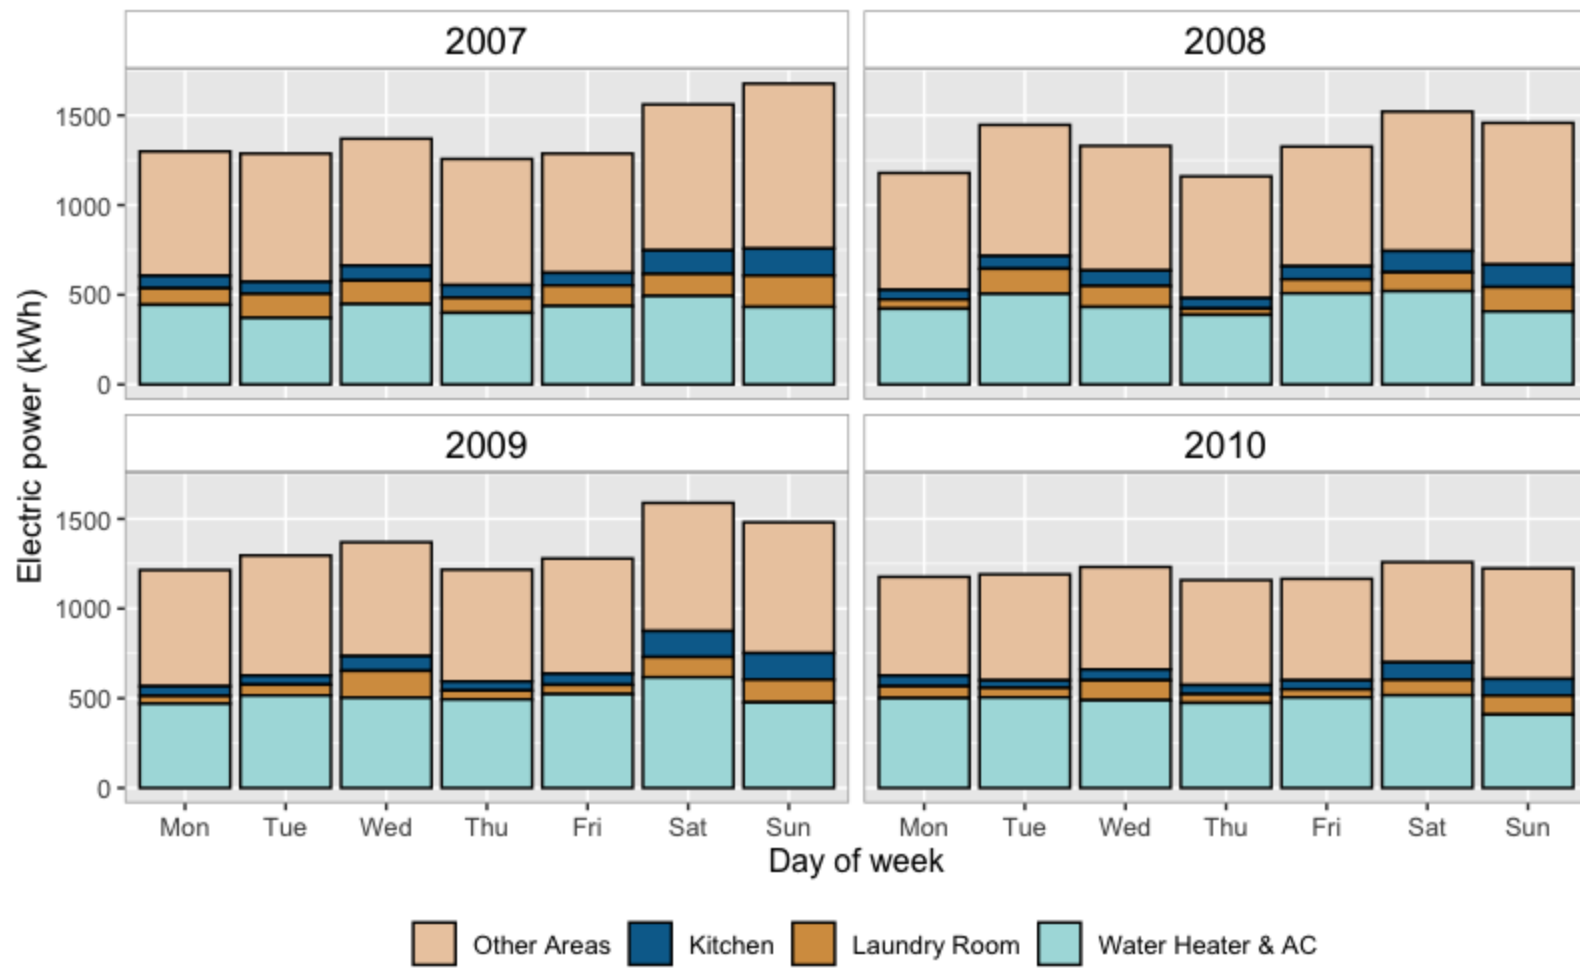 2007
2008
1500
1000
500
0
2009
2010
1500
1000
500
0
Electric power (kWh)
Mon Tue Wed Thu Fri Sat Sun
Mon Tue Wed Thu Fri Sat Sun
Day of week
Other Areas
Kitchen
Laundry Room
Water Heater & AC